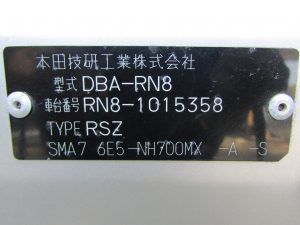 本田技研工業株式会社
型式 DBA-RN8
車台番号 RN8-1015358
TYPE RSZ
SMA7 6E5-NH700MX -A -S